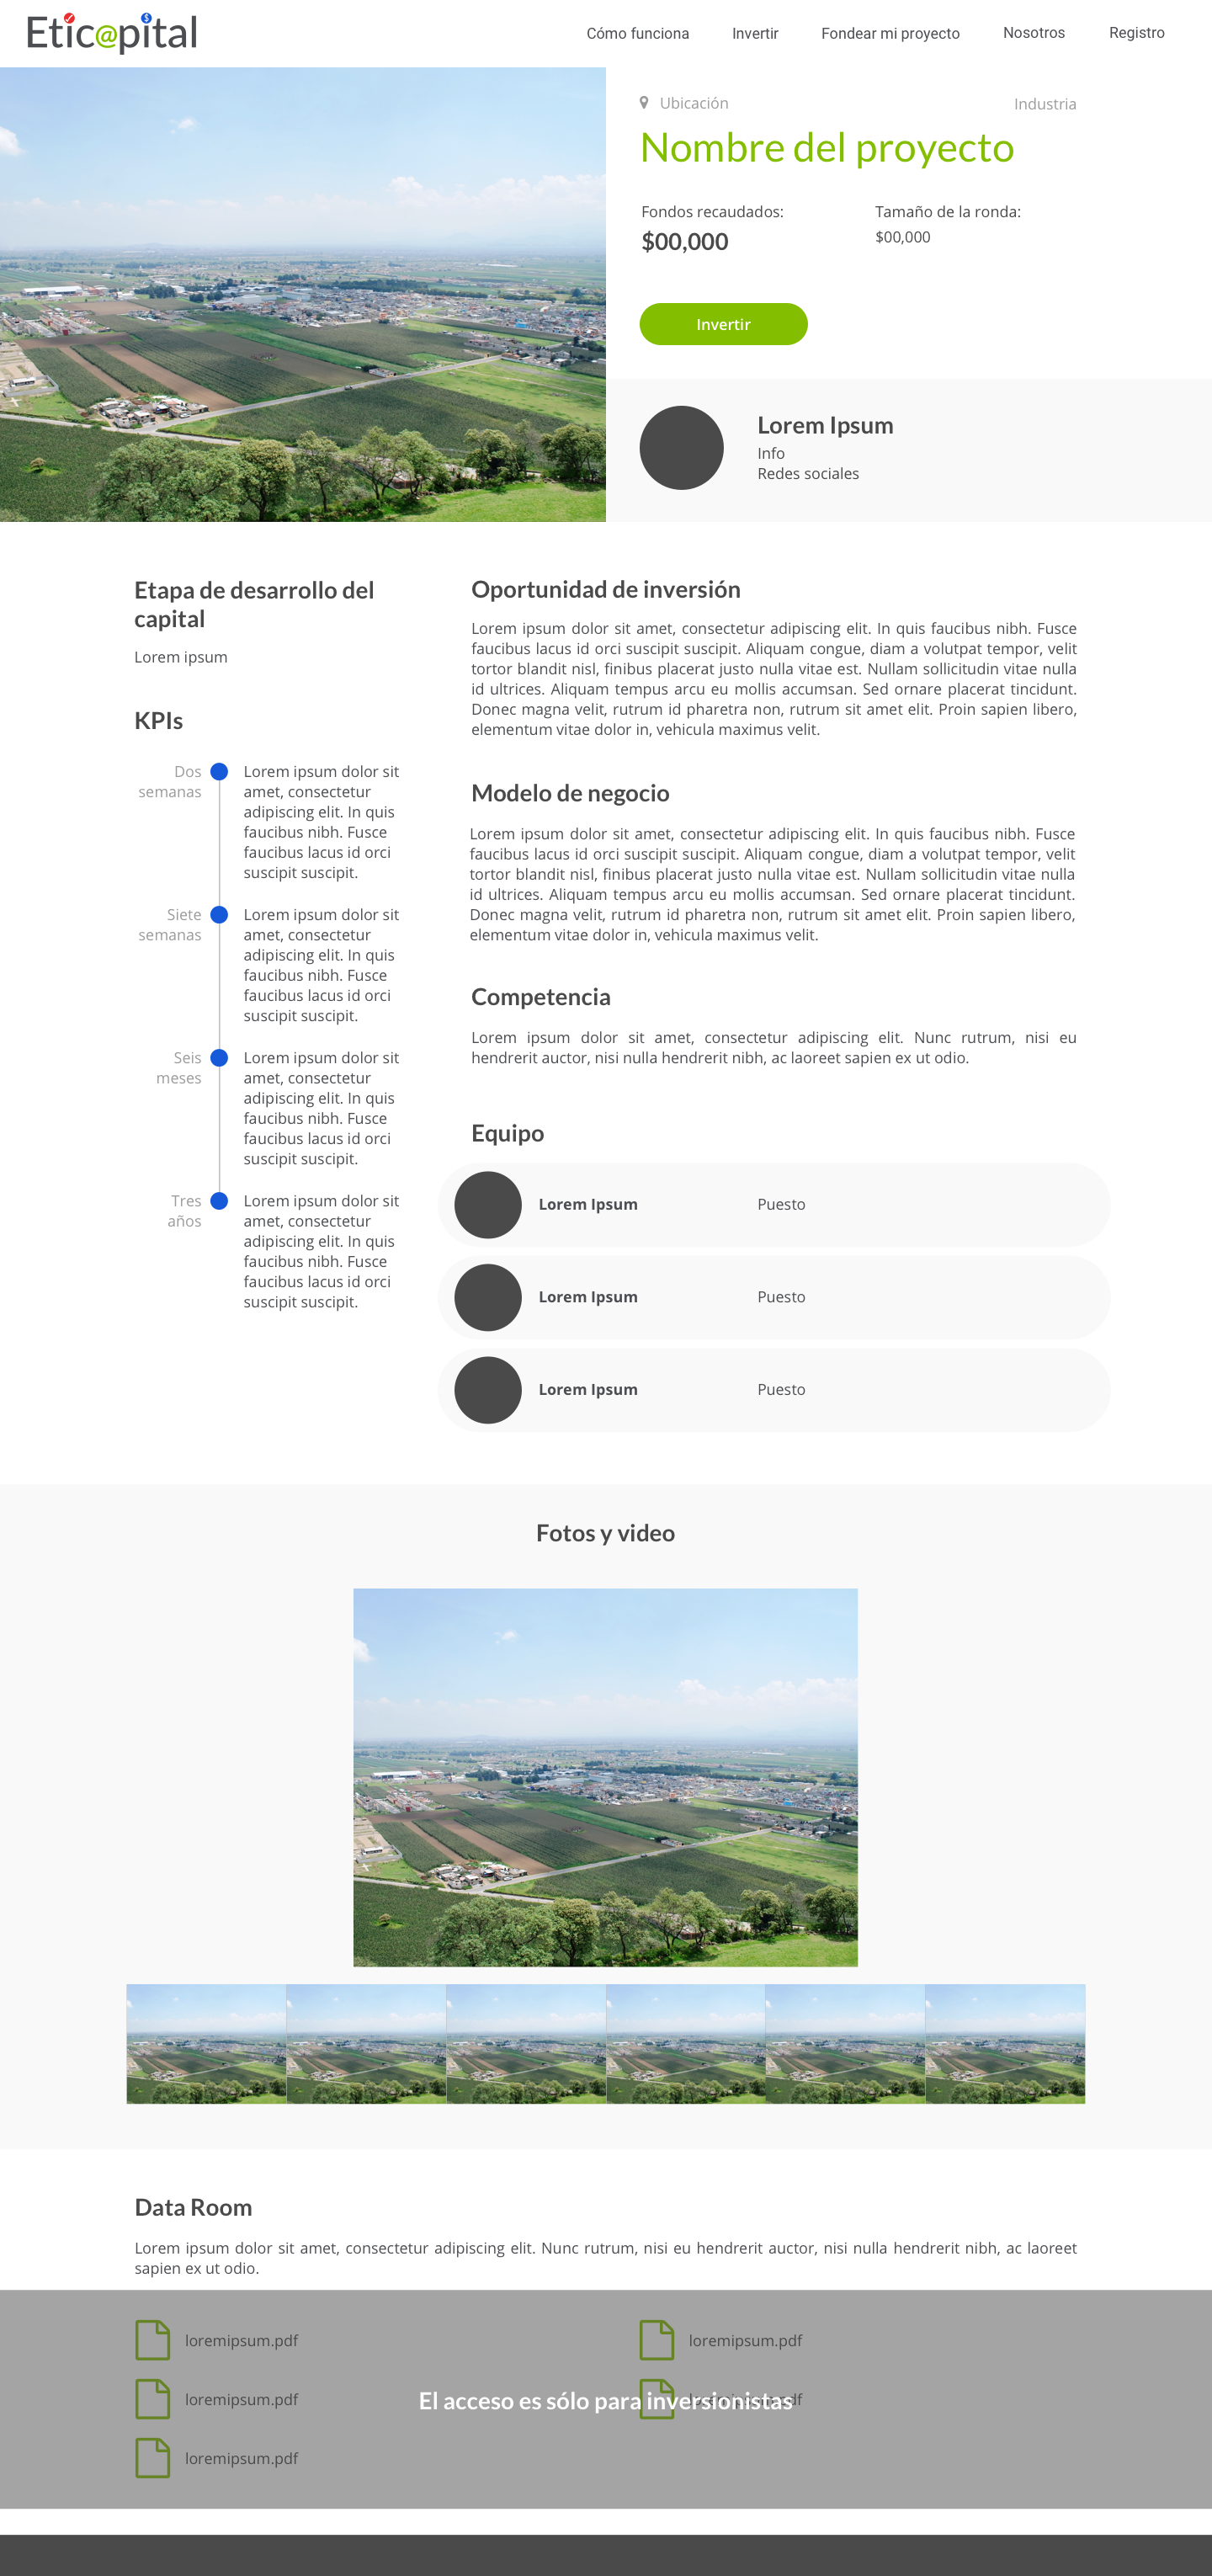 Etic@pital
Cómo funciona
Invertir
Fondear mi proyecto
Nosotros
Registro
Ubicación
Industria
Nombre del proyecto
Fondos recaudados:
$00,000
Tamaño de la ronda:
$00,000
Invertir
Lorem Ipsum
Info
Redes sociales
Etapa de desarrollo del
capital
Lorem ipsum
KPIs
Dos
semanas
Lorem ipsum dolor sit
amet, consectetur
adipiscing elit. In quis
faucibus nibh. Fusce
faucibus lacus id orci
suscipit suscipit.
Siete
semanas
Lorem ipsum dolor sit
amet, consectetur
adipiscing elit. In quis
faucibus nibh. Fusce
faucibus lacus id orci
suscipit suscipit.
Seis
meses
Lorem ipsum dolor sit
amet, consectetur
adipiscing elit. In quis
faucibus nibh. Fusce
faucibus lacus id orci
suscipit suscipit.
Tres
años
Lorem ipsum dolor sit
amet, consectetur
adipiscing elit. In quis
faucibus nibh. Fusce
faucibus lacus id orci
suscipit suscipit.
Oportunidad de inversión
Lorem ipsum dolor sit amet, consectetur adipiscing elit. In quis faucibus nibh. Fusce
faucibus lacus id orci suscipit suscipit. Aliquam congue, diam a volutpat tempor, velit
tortor blandit nisl, finibus placerat justo nulla vitae est. Nullam sollicitudin vitae nulla
id ultrices. Aliquam tempus arcu eu mollis accumsan. Sed ornare placerat tincidunt.
Donec magna velit, rutrum id pharetra non, rutrum sit amet elit. Proin sapien libero,
elementum vitae dolor in, vehicula maximus velit.
Modelo de negocio
Lorem ipsum dolor sit amet, consectetur adipiscing elit. In quis faucibus nibh. Fusce
faucibus lacus id orci suscipit suscipit. Aliquam congue, diam a volutpat tempor, velit
tortor blandit nisl, finibus placerat justo nulla vitae est. Nullam sollicitudin vitae nulla
id ultrices. Aliquam tempus arcu eu mollis accumsan. Sed ornare placerat tincidunt.
Donec magna velit, rutrum id pharetra non, rutrum sit amet elit. Proin sapien libero,
elementum vitae dolor in, vehicula maximus velit.
Competencia
Lorem ipsum dolor sit amet, consectetur adipiscing elit. Nunc rutrum, nisi eu
hendrerit auctor, nisi nulla hendrerit nibh, ac laoreet sapien ex ut odio.
Equipo
Lorem Ipsum
Puesto
Lorem Ipsum
Puesto
Lorem Ipsum
Puesto
Fotos y video
Data Room
Lorem ipsum dolor sit amet, consectetur adipiscing elit. Nunc rutrum, nisi eu hendrerit auctor, nisi nulla hendrerit nibh, ac laoreet
sapien ex ut odio.
loremipsum.pdf
loremipsum.pdf
loremipsum.pdf
El acceso es sólo para inversionistas
loremipsum.pdf
loremipsum.pdf